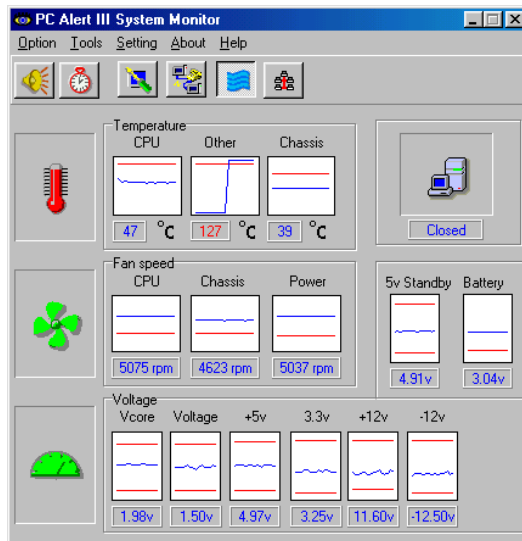 PC Alert III System Monitor
Option Tools Setting About Help
Temperature
CPU Other Chassis
47 °C 127 °C 39 °C
Closed
Fan speed
CPU Chassis Power
5075 rpm 4623 rpm 5037 rpm
5v Standby Battery
4.91v 3.04v
Voltage
Vcore Voltage +5v 3.3v +12v -12v
1.98v 1.50v 4.97v 3.25v 11.60v -12.50v